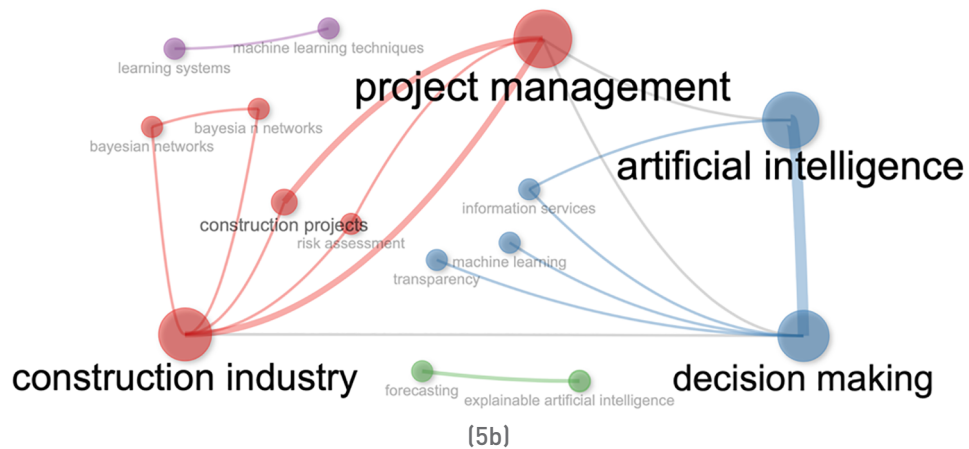 machine learning techniques
learning systems
project management
bayesia n networks
bayesian networks
artificial intelligence
information services
construction projects
risk assessment
machine learning
transparency
construction industry
decision making
forecasting
explainable artificial intelligence
(5b)